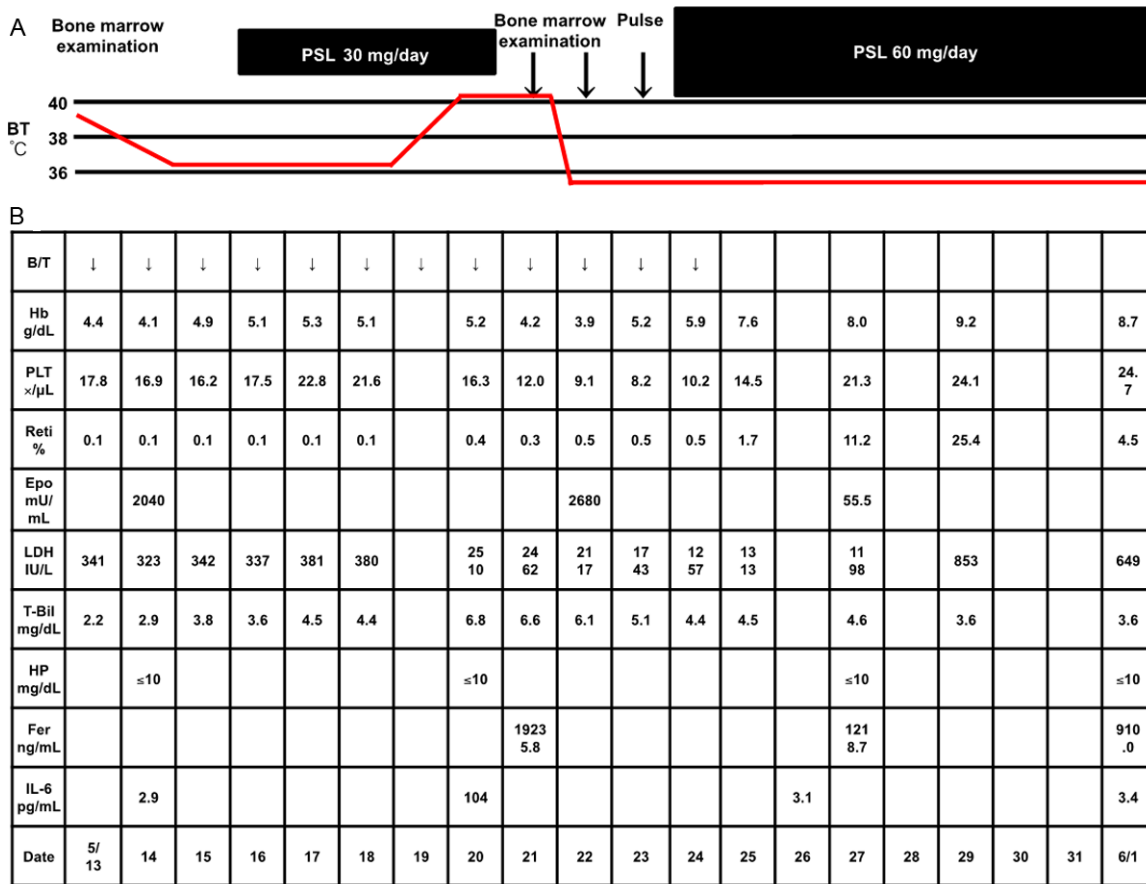 A
Bone marrow
examination
PSL 30 mg/day
Bone marrow
examination
Pulse
PSL 60 mg/day
40
BT
°C
38
36
B
B/T ↓ ↓ ↓ ↓ ↓ ↓ ↓ ↓ ↓ ↓ ↓ ↓
Hb
g/dL
4.4 4.1 4.9 5.1 5.3 5.1 5.2 4.2 3.9 5.2 5.9 7.6 8.0 9.2 8.7
PLT
×/µL
17.8 16.9 16.2 17.5 22.8 21.6 16.3 12.0 9.1 8.2 10.2 14.5 21.3 24.1 24.
7
Reti
%
0.1 0.1 0.1 0.1 0.1 0.1 0.4 0.3 0.5 0.5 0.5 1.7 11.2 25.4 4.5
Epo
mU/
mL
2040 2680 55.5
LDH
IU/L
341 323 342 337 381 380 25 24 21 17 12 13 11 853 649
10 62 17 43 57 13 98
T-Bil
mg/dL
2.2 2.9 3.8 3.6 4.5 4.4 6.8 6.6 6.1 5.1 4.4 4.5 4.6 3.6 3.6
HP
mg/dL
≤10 ≤10 ≤10 ≤10
Fer
ng/mL
1923 121 910
5.8 8.7 .0
IL-6
pg/mL
2.9 104 3.1 3.4
Date 5/
13 14 15 16 17 18 19 20 21 22 23 24 25 26 27 28 29 30 31 6/1